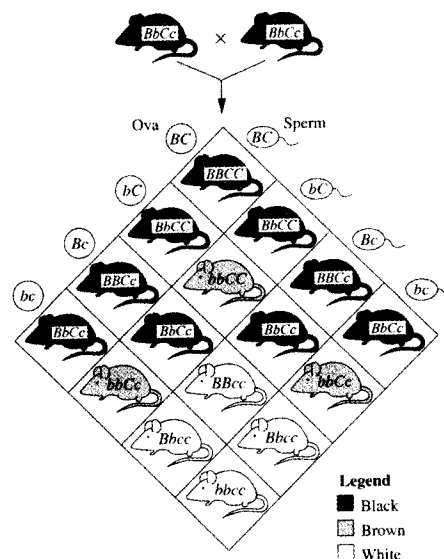 BbCc × BbCc
Ova Sperm
BC BC
BBCC
bC bC
BbCC BbCC
Bc Bc
BBCc bbCC BBCc
bc bc
BbCc BbCc BbCc BbCc
bbCc BBcc bbCc
Bbcc Bbcc
bbcc
Legend
Black
Brown
White